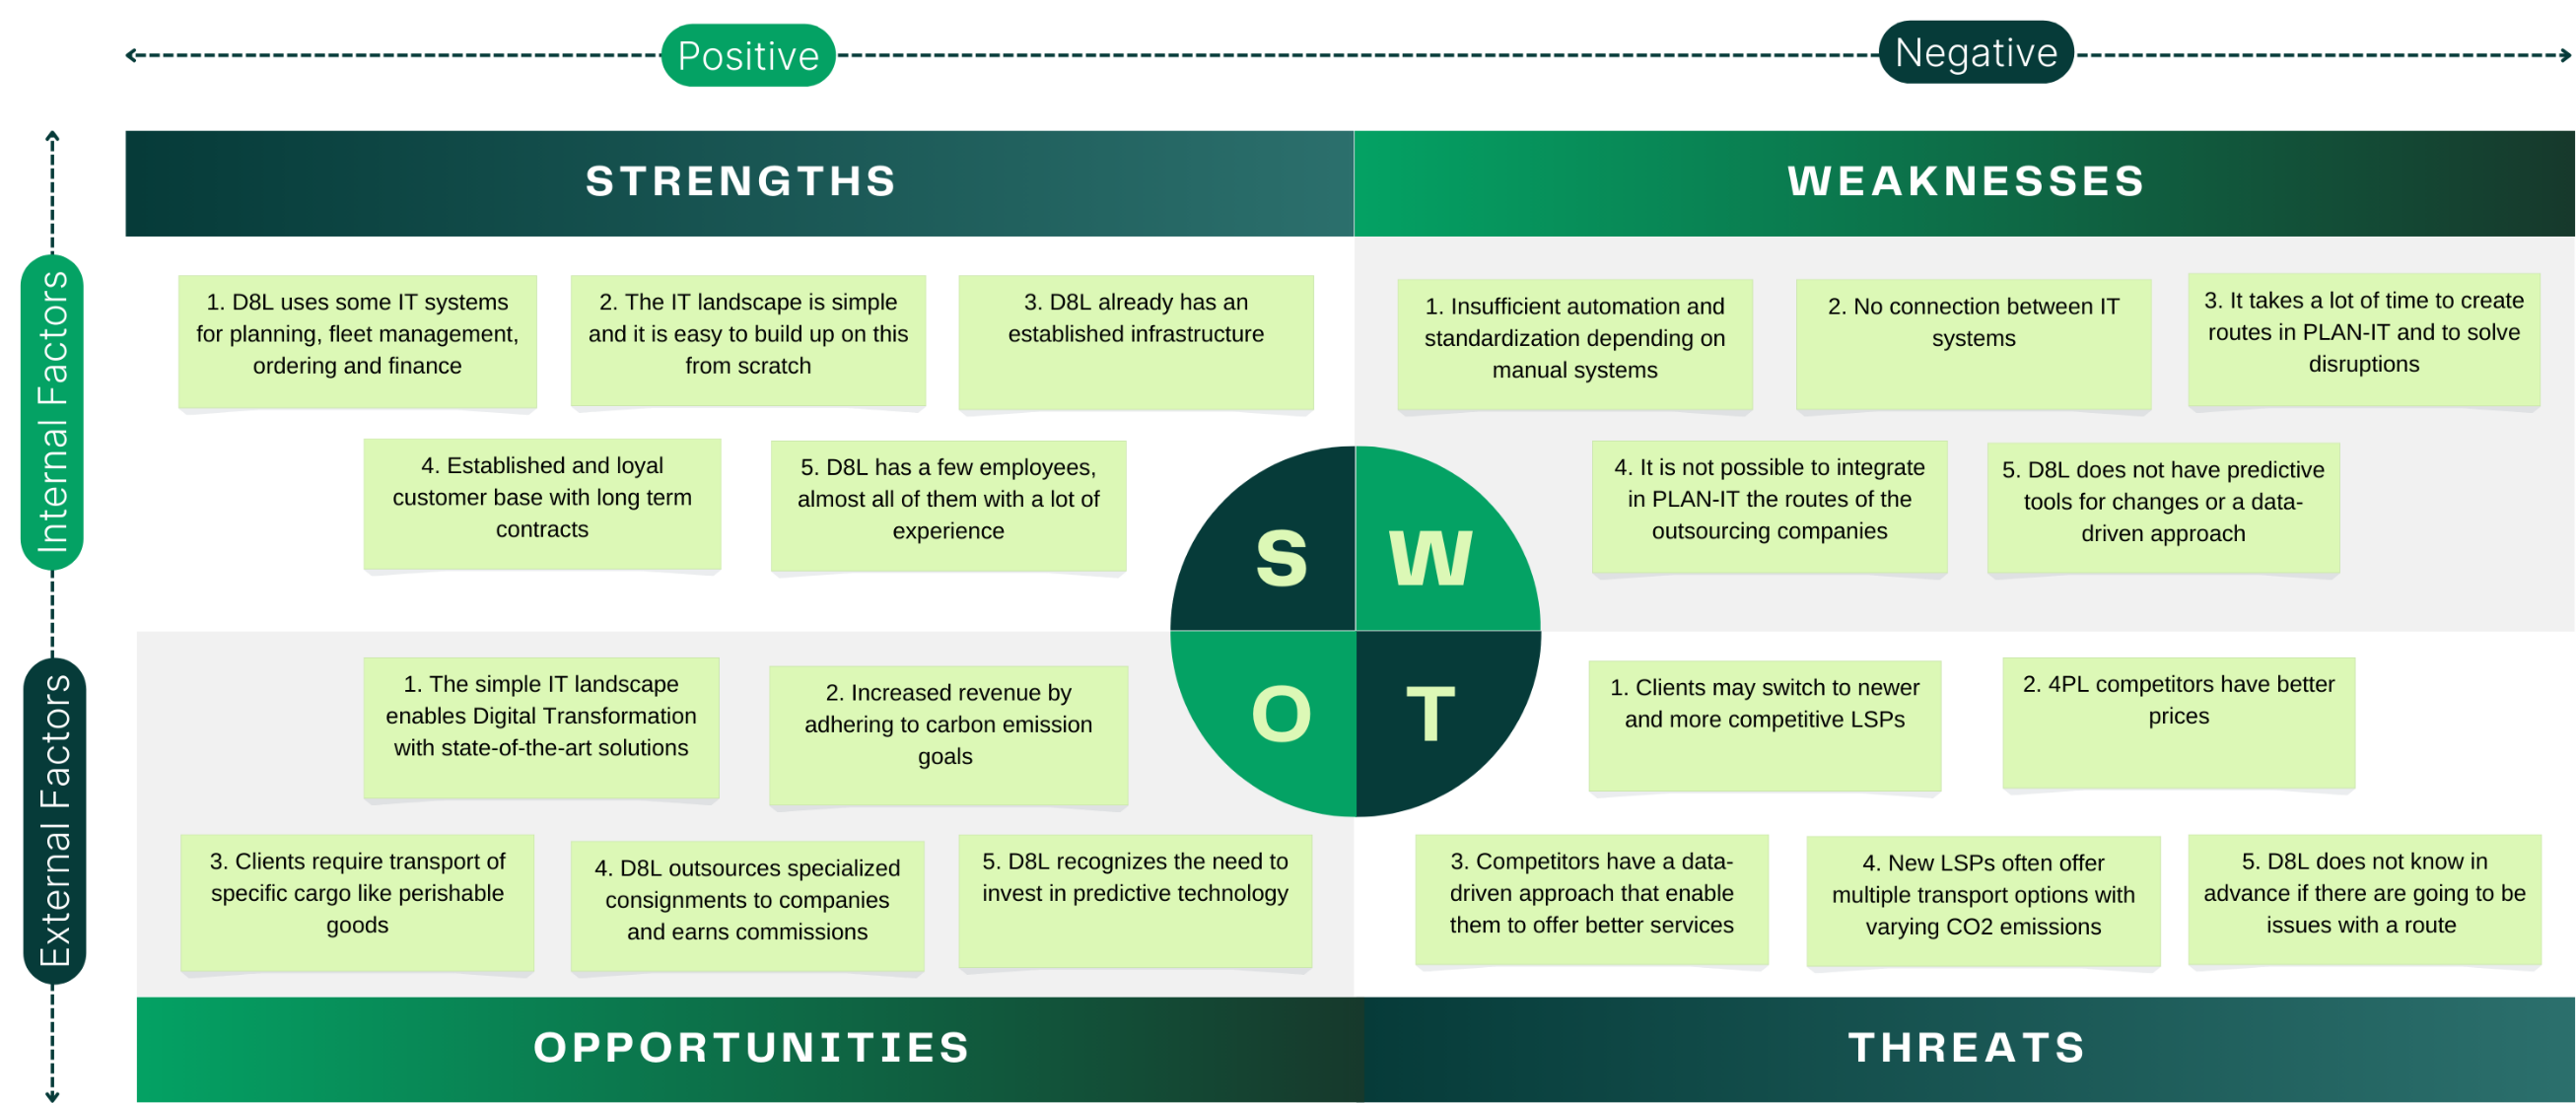 Positive
Negative
STRENGTHS
WEAKNESSES
Internal Factors
1. D8L uses some IT systems
for planning, fleet management,
ordering and finance
2. The IT landscape is simple
and it is easy to build up on this
from scratch
3. D8L already has an
established infrastructure
4. Established and loyal
customer base with long term
contracts
5. D8L has a few employees,
almost all of them with a lot of
experience
1. Insufficient automation and
standardization depending on
manual systems
2. No connection between IT
systems
3. It takes a lot of time to create
routes in PLAN-IT and to solve
disruptions
4. It is not possible to integrate
in PLAN-IT the routes of the
outsourcing companies
5. D8L does not have predictive
tools for changes or a data-
driven approach
S
W
O
T
External Factors
1. The simple IT landscape
enables Digital Transformation
with state-of-the-art solutions
2. Increased revenue by
adhering to carbon emission
goals
3. Clients require transport of
specific cargo like perishable
goods
4. D8L outsources specialized
consignments to companies
and earns commissions
5. D8L recognizes the need to
invest in predictive technology
1. Clients may switch to newer
and more competitive LSPs
2. 4PL competitors have better
prices
3. Competitors have a data-
driven approach that enable
them to offer better services
4. New LSPs often offer
multiple transport options with
varying CO2 emissions
5. D8L does not know in
advance if there are going to be
issues with a route
OPPORTUNITIES
THREATS